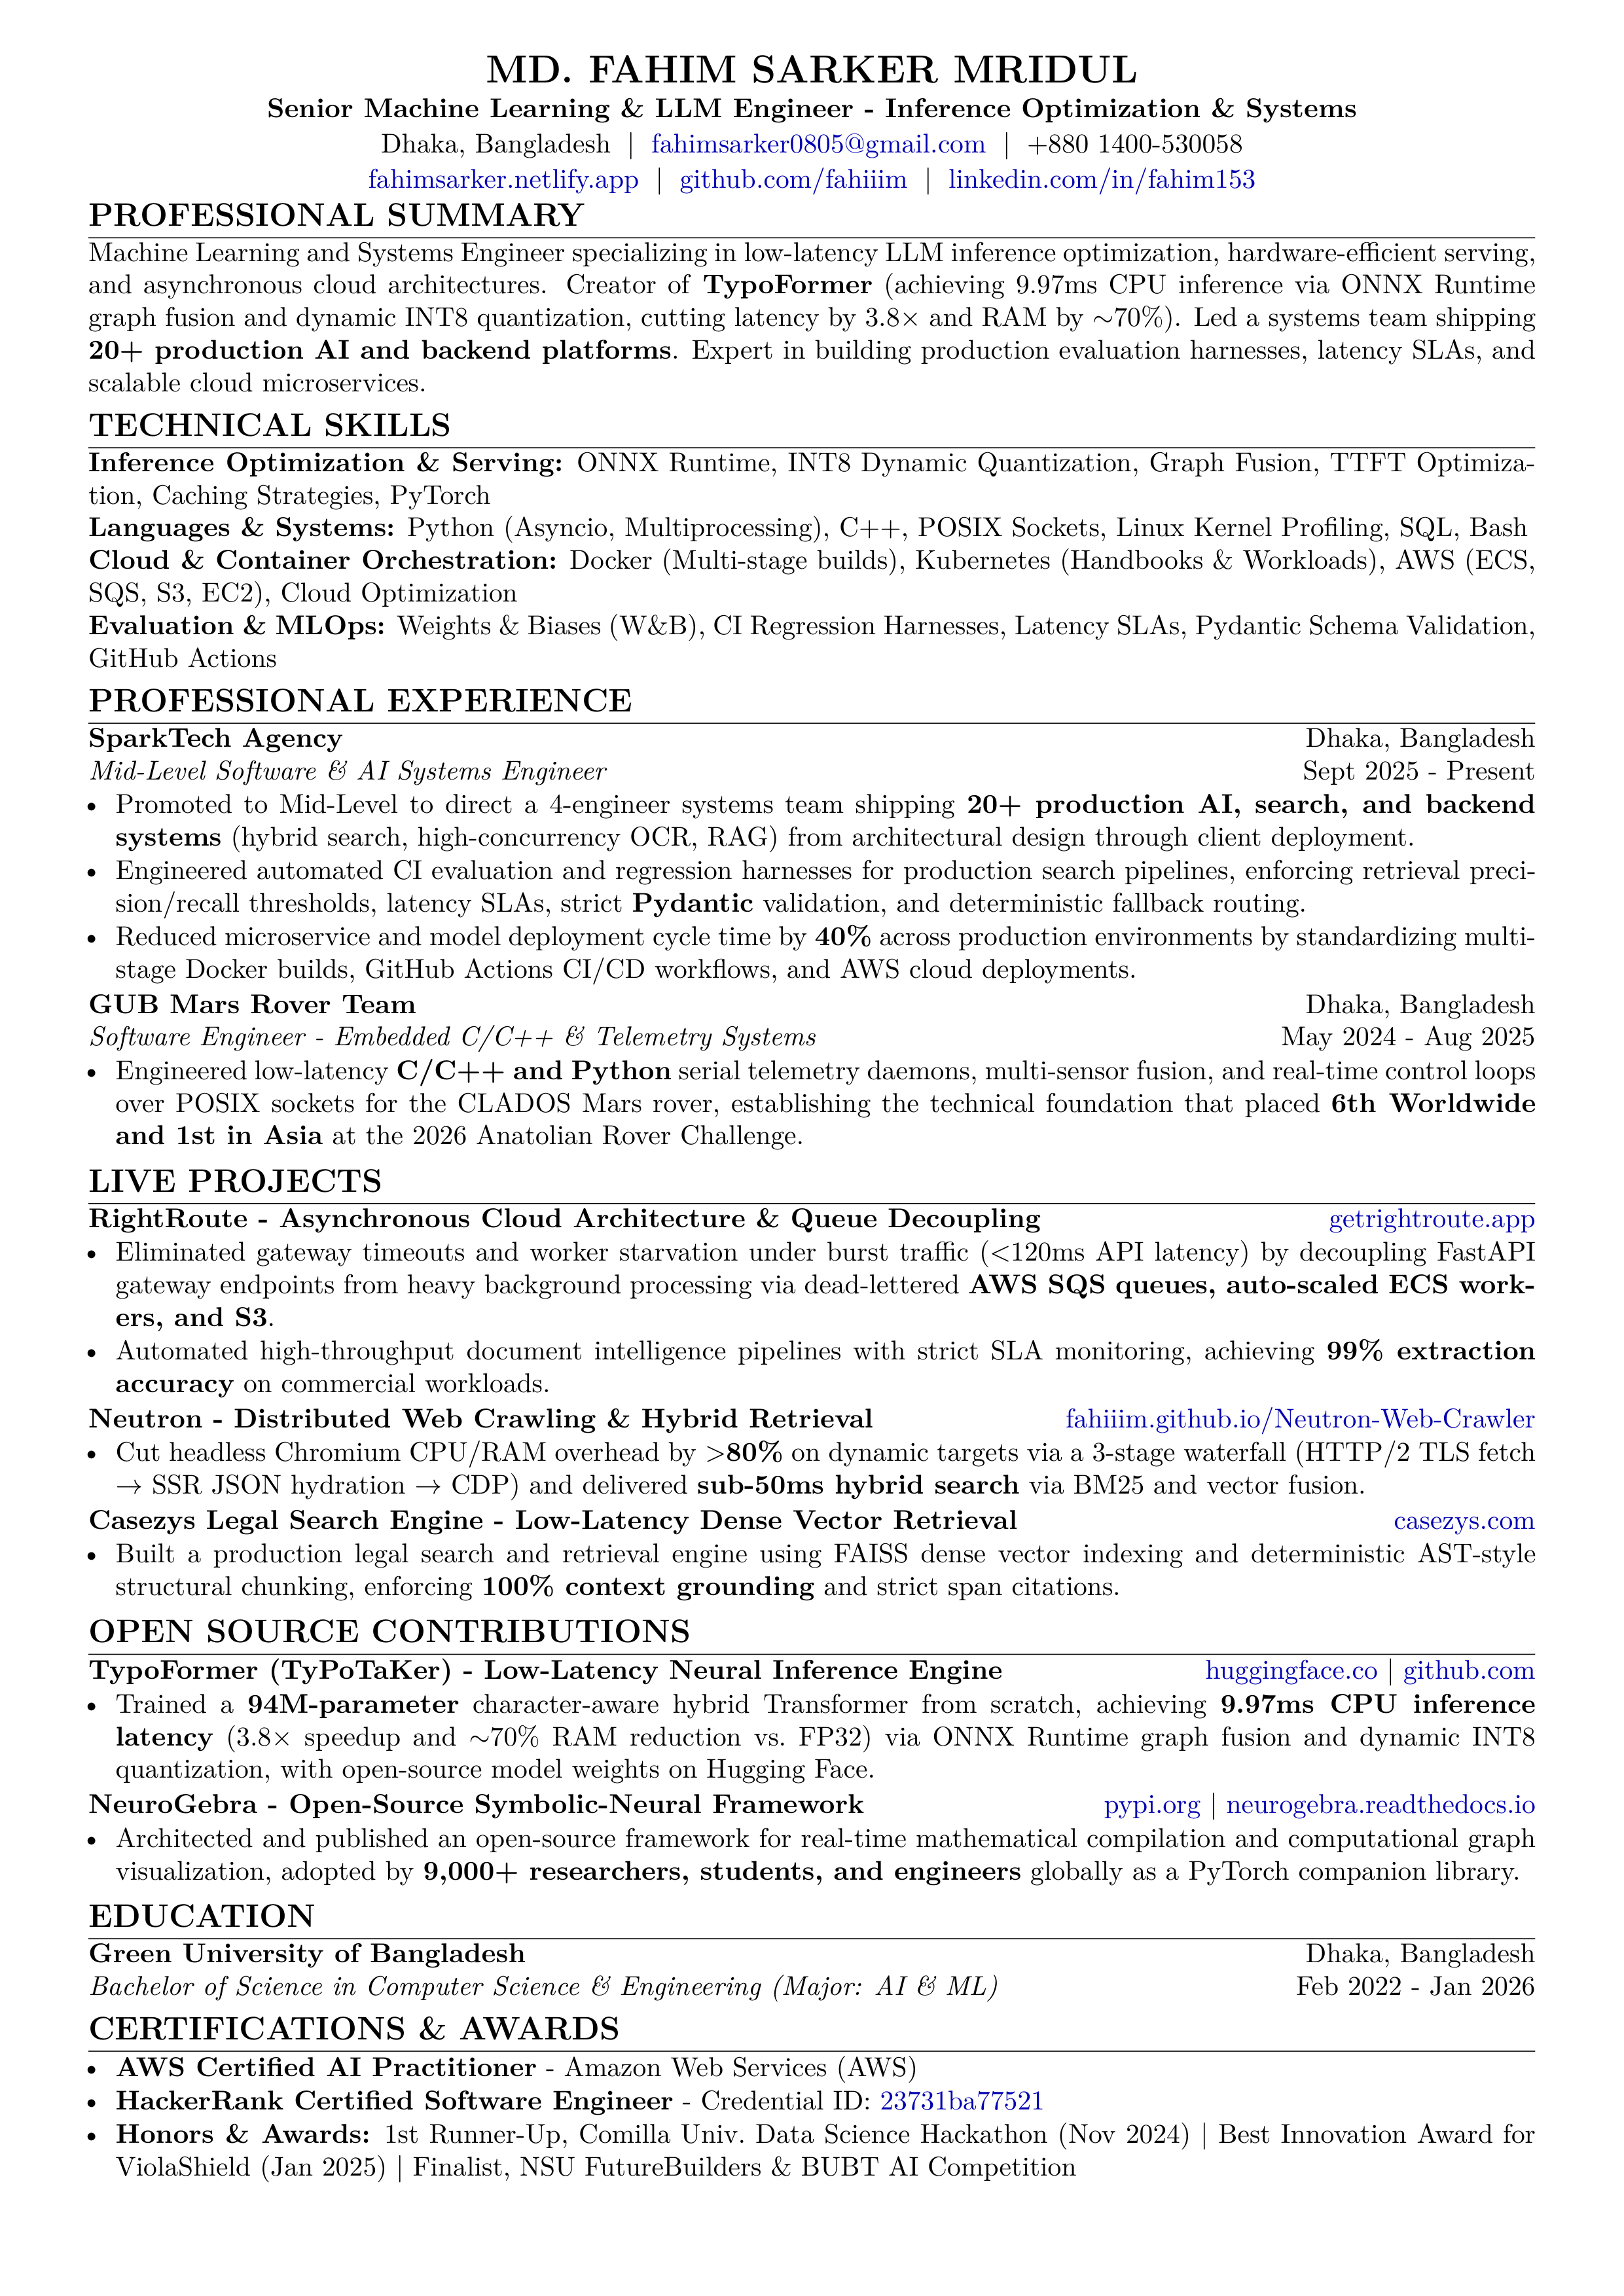 MD. FAHIM SARKER MRIDUL
Senior Machine Learning & LLM Engineer - Inference Optimization & Systems
Dhaka, Bangladesh | fahimsarker0805@gmail.com | +880 1400-530058
fahimsarker.netlify.app | github.com/fahiiim | linkedin.com/in/fahim153
PROFESSIONAL SUMMARY
Machine Learning and Systems Engineer specializing in low-latency LLM inference optimization, hardware-efficient serving,
and asynchronous cloud architectures. Creator of TypoFormer (achieving 9.97ms CPU inference via ONNX Runtime
graph fusion and dynamic INT8 quantization, cutting latency by 3.8× and RAM by ~70%). Led a systems team shipping
20+ production AI and backend platforms. Expert in building production evaluation harnesses, latency SLAs, and
scalable cloud microservices.
TECHNICAL SKILLS
Inference Optimization & Serving: ONNX Runtime, INT8 Dynamic Quantization, Graph Fusion, TTFT Optimiza-
tion, Caching Strategies, PyTorch
Languages & Systems: Python (Asyncio, Multiprocessing), C++, POSIX Sockets, Linux Kernel Profiling, SQL, Bash
Cloud & Container Orchestration: Docker (Multi-stage builds), Kubernetes (Handbooks & Workloads), AWS (ECS,
SQS, S3, EC2), Cloud Optimization
Evaluation & MLOps: Weights & Biases (W&B), CI Regression Harnesses, Latency SLAs, Pydantic Schema Validation,
GitHub Actions
PROFESSIONAL EXPERIENCE
SparkTech Agency Dhaka, Bangladesh
Mid-Level Software & AI Systems Engineer Sept 2025 - Present
• Promoted to Mid-Level to direct a 4-engineer systems team shipping 20+ production AI, search, and backend
systems (hybrid search, high-concurrency OCR, RAG) from architectural design through client deployment.
• Engineered automated CI evaluation and regression harnesses for production search pipelines, enforcing retrieval preci-
sion/recall thresholds, latency SLAs, strict Pydantic validation, and deterministic fallback routing.
• Reduced microservice and model deployment cycle time by 40% across production environments by standardizing multi-
stage Docker builds, GitHub Actions CI/CD workflows, and AWS cloud deployments.
GUB Mars Rover Team Dhaka, Bangladesh
Software Engineer - Embedded C/C++ & Telemetry Systems May 2024 - Aug 2025
• Engineered low-latency C/C++ and Python serial telemetry daemons, multi-sensor fusion, and real-time control loops
over POSIX sockets for the CLADOS Mars rover, establishing the technical foundation that placed 6th Worldwide
and 1st in Asia at the 2026 Anatolian Rover Challenge.
LIVE PROJECTS
RightRoute - Asynchronous Cloud Architecture & Queue Decoupling getrightroute.app
• Eliminated gateway timeouts and worker starvation under burst traffic (<120ms API latency) by decoupling FastAPI
gateway endpoints from heavy background processing via dead-lettered AWS SQS queues, auto-scaled ECS work-
ers, and S3.
• Automated high-throughput document intelligence pipelines with strict SLA monitoring, achieving 99% extraction
accuracy on commercial workloads.
Neutron - Distributed Web Crawling & Hybrid Retrieval fahiiim.github.io/Neutron-Web-Crawler
• Cut headless Chromium CPU/RAM overhead by >80% on dynamic targets via a 3-stage waterfall (HTTP/2 TLS fetch
→ SSR JSON hydration → CDP) and delivered sub-50ms hybrid search via BM25 and vector fusion.
Casezys Legal Search Engine - Low-Latency Dense Vector Retrieval casezys.com
• Built a production legal search and retrieval engine using FAISS dense vector indexing and deterministic AST-style
structural chunking, enforcing 100% context grounding and strict span citations.
OPEN SOURCE CONTRIBUTIONS
TypoFormer (TyPoTaKer) - Low-Latency Neural Inference Engine huggingface.co | github.com
• Trained a 94M-parameter character-aware hybrid Transformer from scratch, achieving 9.97ms CPU inference
latency (3.8× speedup and ~70% RAM reduction vs. FP32) via ONNX Runtime graph fusion and dynamic INT8
quantization, with open-source model weights on Hugging Face.
NeuroGebra - Open-Source Symbolic-Neural Framework pypi.org | neurogebra.readthedocs.io
• Architected and published an open-source framework for real-time mathematical compilation and computational graph
visualization, adopted by 9,000+ researchers, students, and engineers globally as a PyTorch companion library.
EDUCATION
Green University of Bangladesh Dhaka, Bangladesh
Bachelor of Science in Computer Science & Engineering (Major: AI & ML) Feb 2022 - Jan 2026
CERTIFICATIONS & AWARDS
• AWS Certified AI Practitioner - Amazon Web Services (AWS)
• HackerRank Certified Software Engineer - Credential ID: 23731ba77521
• Honors & Awards: 1st Runner-Up, Comilla Univ. Data Science Hackathon (Nov 2024) | Best Innovation Award for
ViolaShield (Jan 2025) | Finalist, NSU FutureBuilders & BUBT AI Competition